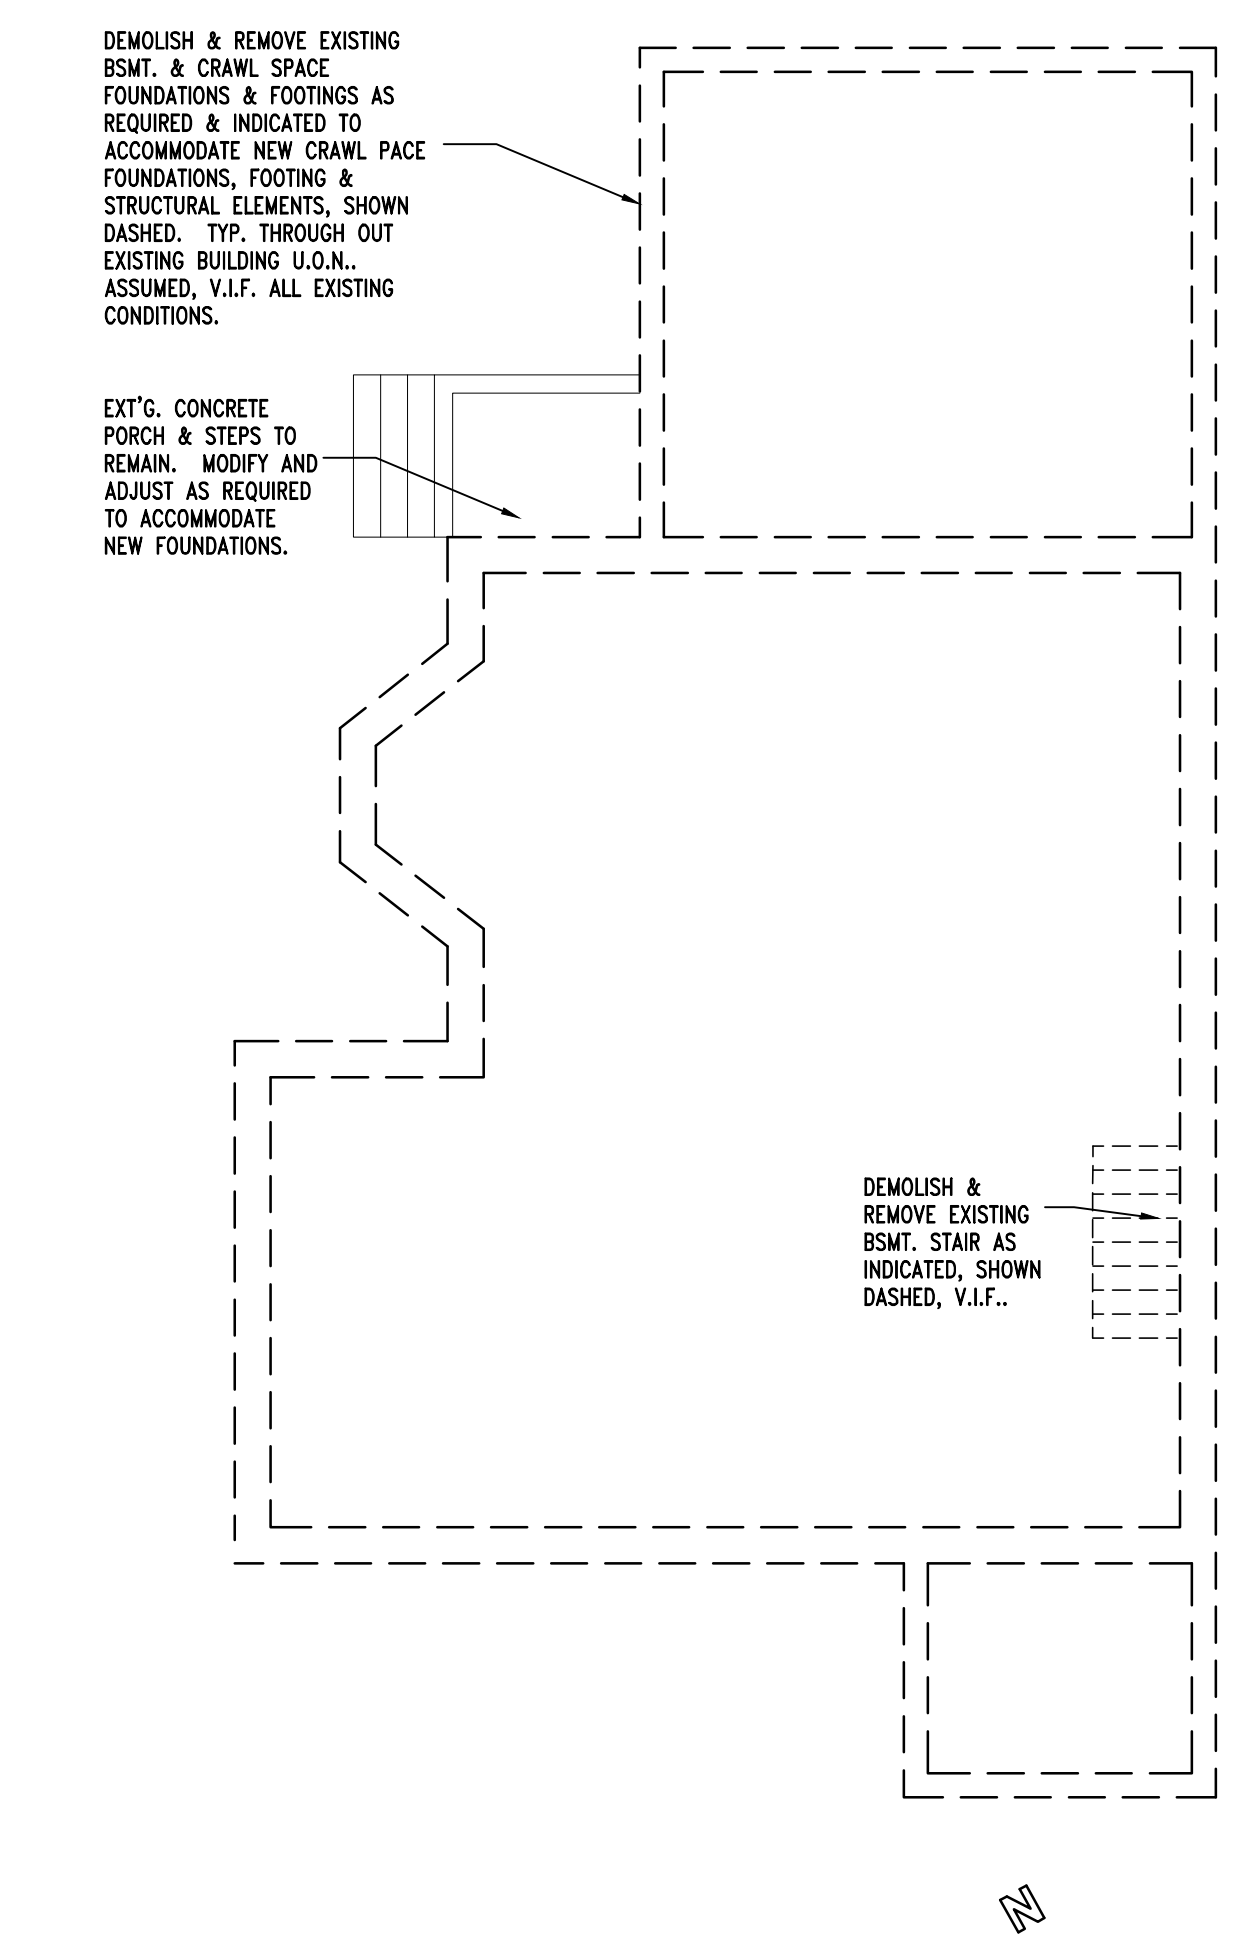 DEMOLISH & REMOVE EXISTING
BSMT. & CRAWL SPACE
FOUNDATIONS & FOOTINGS AS
REQUIRED & INDICATED TO
ACCOMMODATE NEW CRAWL PACE
FOUNDATIONS, FOOTING &
STRUCTURAL ELEMENTS, SHOWN
DASHED.  TYP. THROUGH OUT
EXISTING BUILDING U.O.N..
ASSUMED, V.I.F. ALL EXISTING
CONDITIONS.
EXT'G. CONCRETE
PORCH & STEPS TO
REMAIN.  MODIFY AND
ADJUST AS REQUIRED
TO ACCOMMODATE
NEW FOUNDATIONS.
DEMOLISH &
REMOVE EXISTING
BSMT. STAIR AS
INDICATED, SHOWN
DASHED, V.I.F..
N